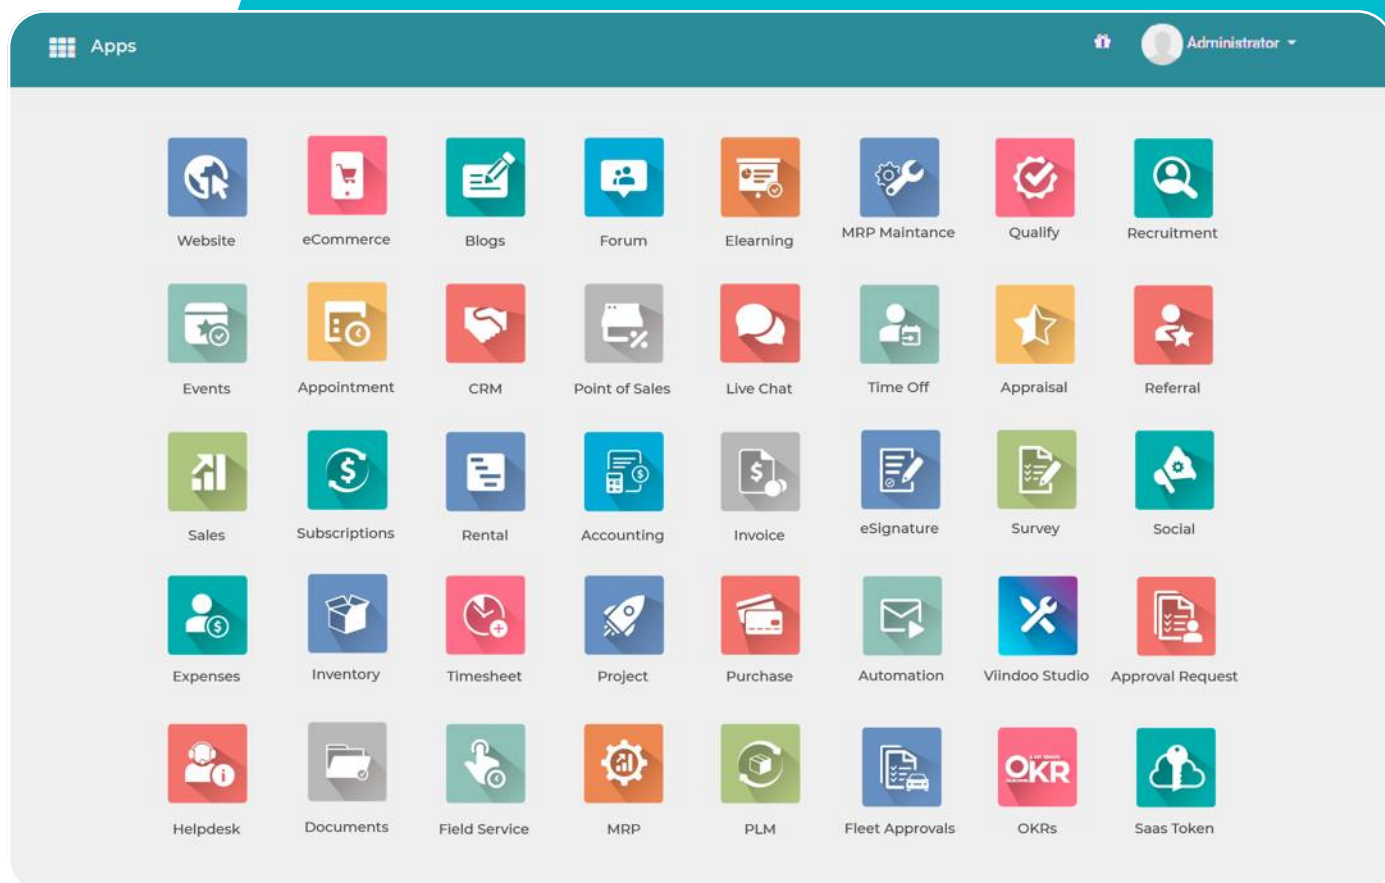 Apps
Administrator
Website eCommerce Blogs Forum Elearning MRP Maintance Qualify Recruitment
Events Appointment CRM Point of Sales Live Chat Time Off Appraisal Referral
Sales Subscriptions Rental Accounting Invoice eSignature Survey Social
Expenses Inventory Timesheet Project Purchase Automation Viindoo Studio Approval Request
OKR
Helpdesk Documents Field Service MRP PLM Fleet Approvals OKRs Saas Token